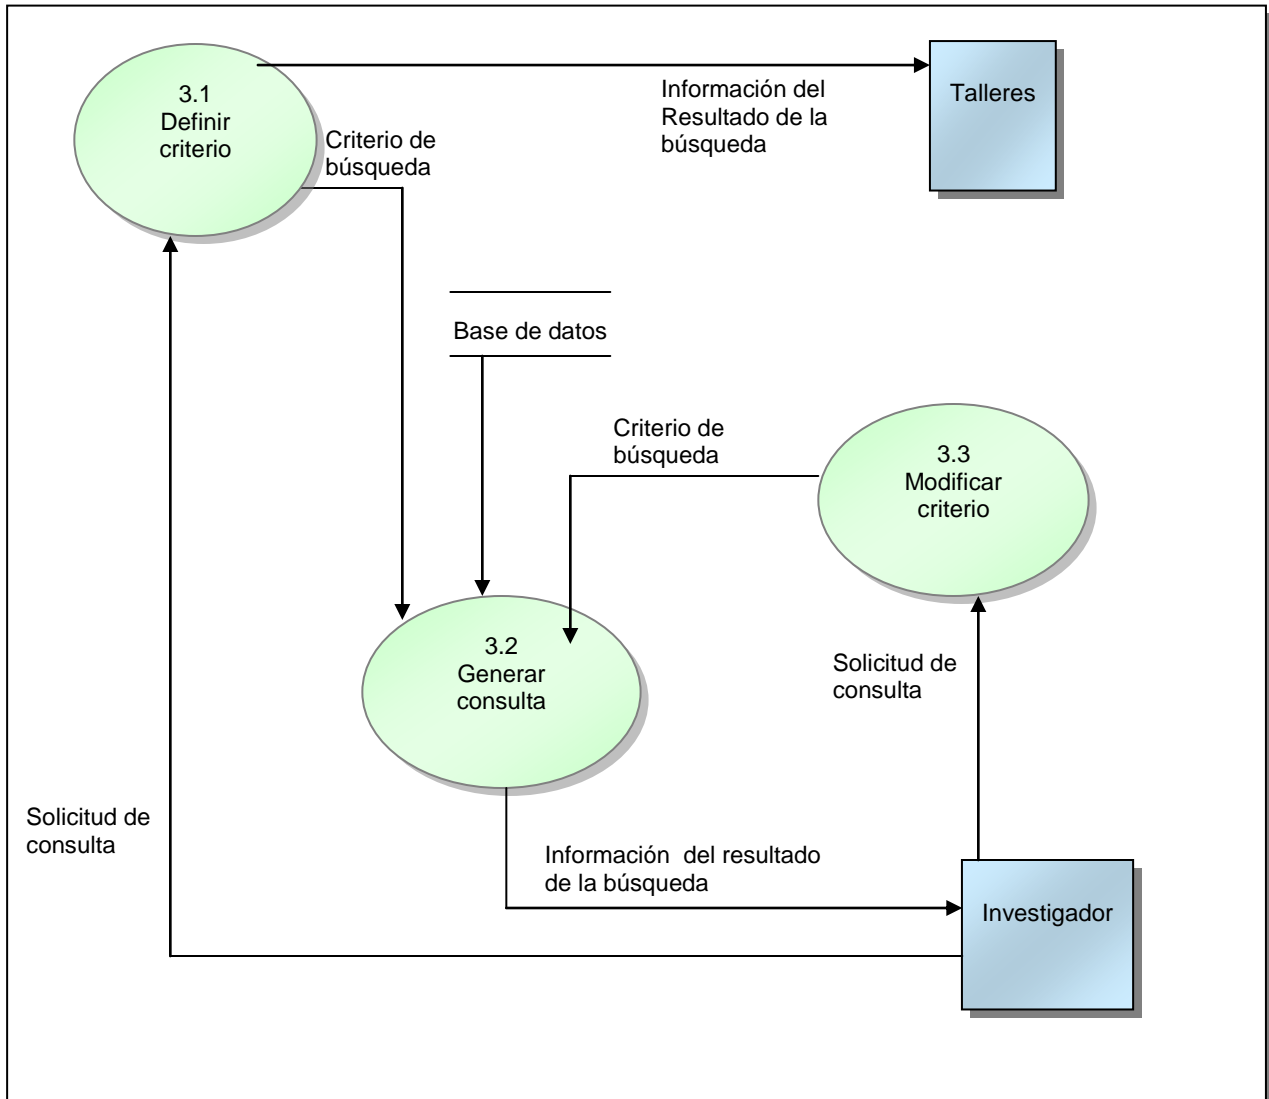 3.1
Definir
criterio
Criterio de
búsqueda
Información del
Resultado de la
búsqueda
Talleres
Base de datos
Criterio de
búsqueda
3.3
Modificar
criterio
3.2
Generar
consulta
Solicitud de
consulta
Solicitud de
consulta
Información  del resultado
de la búsqueda
Investigador